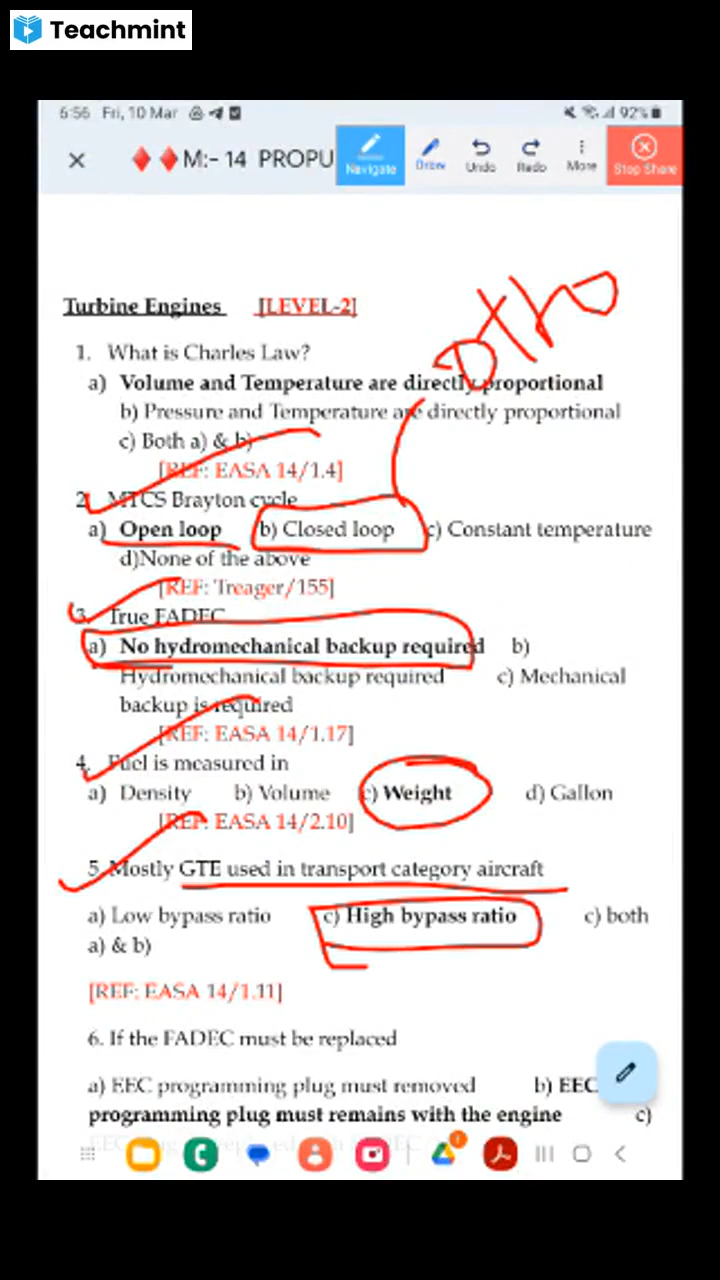 Teachmint
6:56 Fri, 10 Mar 92%
M:- 14 PROPU Navigate Draw Undo Redo More Stop Share
Turbine Engines [LEVEL-2]
otto
1. What is Charles Law?
a) Volume and Temperature are directly proportional
b) Pressure and Temperature are directly proportional
c) Both a) & b)
[REF: EASA 14/1.4]
2. MTCS Brayton cycle
a) Open loop b) Closed loop c) Constant temperature
d)None of the above
[REF: Treager/155]
3. True FADEC
a) No hydromechanical backup required b)
Hydromechanical backup required c) Mechanical
backup is required
[REF: EASA 14/1.17]
4. Fuel is measured in
a) Density b) Volume c) Weight d) Gallon
[REF: EASA 14/2.10]
5. Mostly GTE used in transport category aircraft
a) Low bypass ratio c) High bypass ratio c) both
a) & b)
[REF: EASA 14/1.11]
6. If the FADEC must be replaced
a) EEC programming plug must removed b) EEC
programming plug must remains with the engine c)